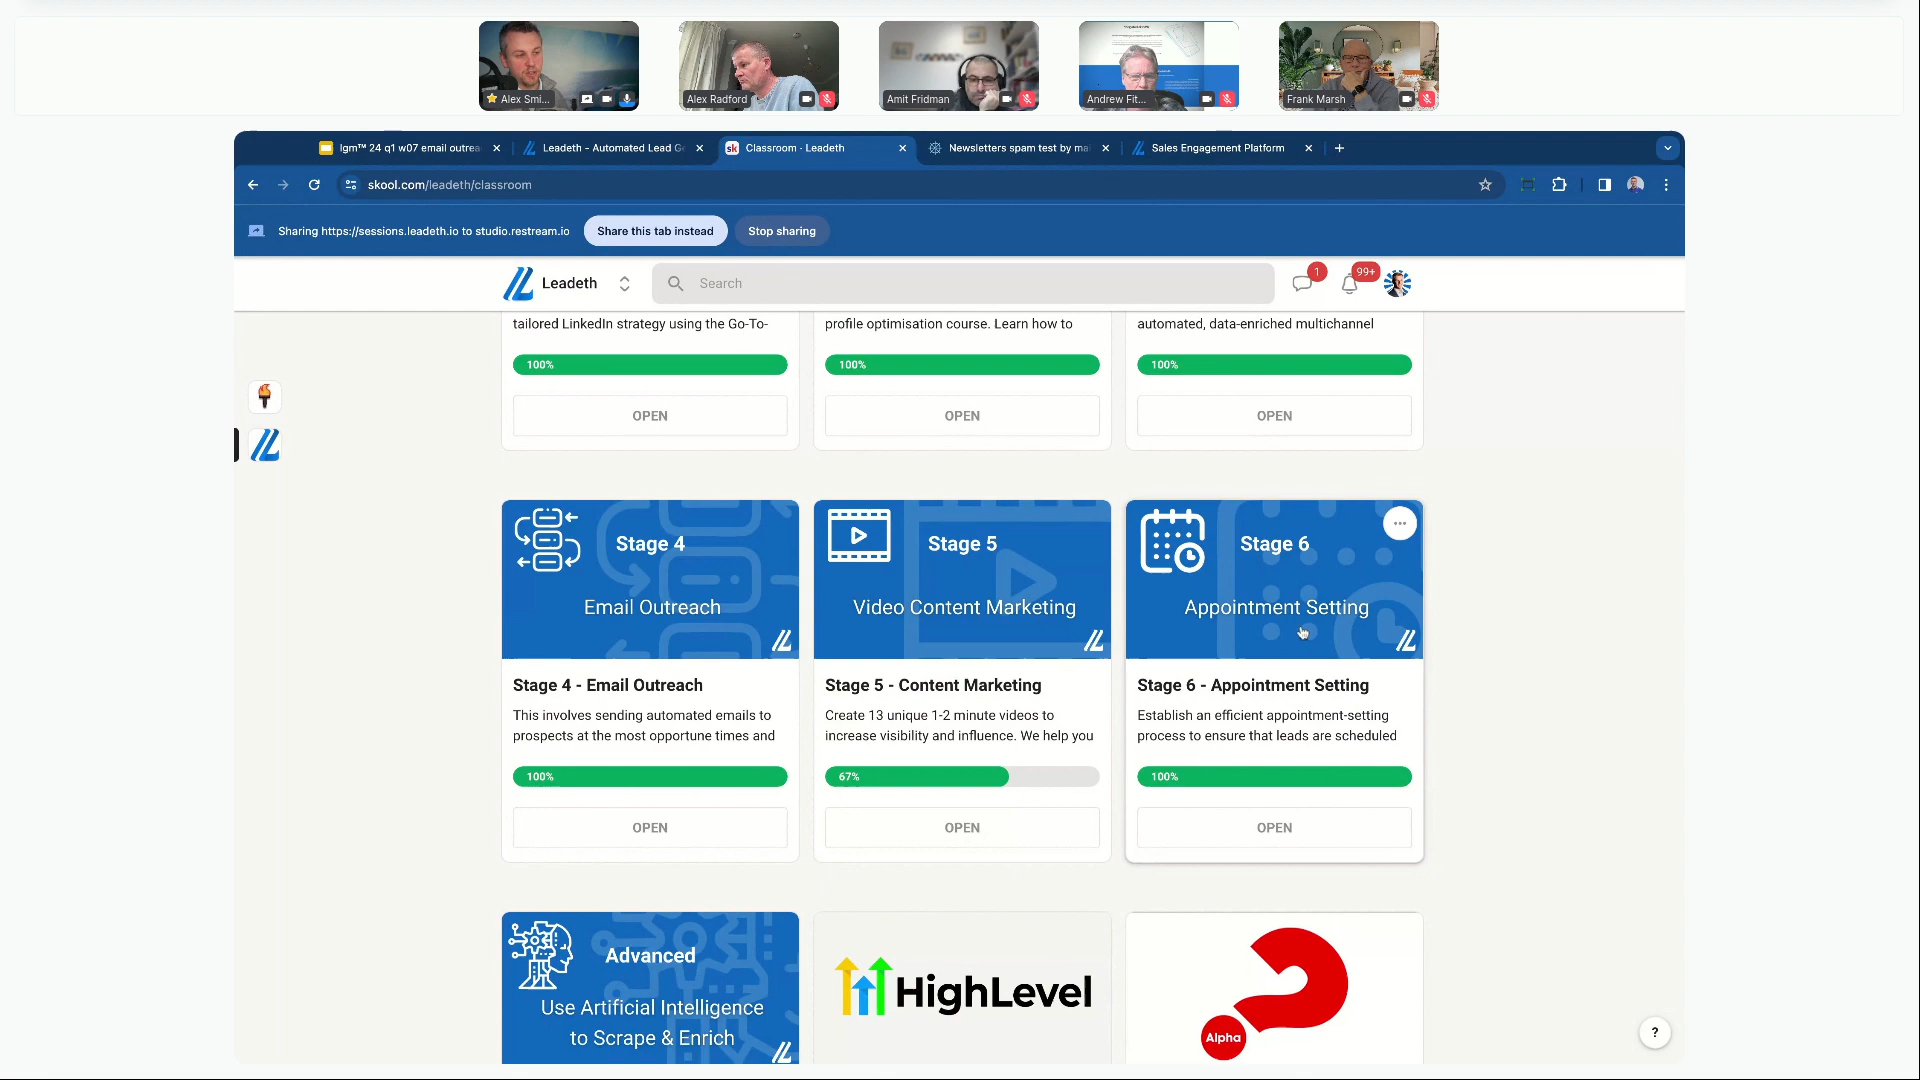 Alex Smi...
Alex Radford
Amit Fridman
Andrew Fit...
Frank Marsh
lgm™ 24 q1 w07 email outrea
Leadeth - Automated Lead G
Classroom · Leadeth
Newsletters spam test by ma
Sales Engagement Platform
skool.com/leadeth/classroom
Sharing https://sessions.leadeth.io to studio.restream.io
Share this tab instead
Stop sharing
Leadeth
Search
1
99+
tailored LinkedIn strategy using the Go-To-
profile optimisation course. Learn how to
automated, data-enriched multichannel
100%
100%
100%
OPEN
OPEN
OPEN
Stage 4
Email Outreach
Stage 5
Video Content Marketing
Stage 6
Appointment Setting
Stage 4 - Email Outreach
This involves sending automated emails to
prospects at the most opportune times and
100%
OPEN
Stage 5 - Content Marketing
Create 13 unique 1-2 minute videos to
increase visibility and influence. We help you
67%
OPEN
Stage 6 - Appointment Setting
Establish an efficient appointment-setting
process to ensure that leads are scheduled
100%
OPEN
Advanced
Use Artificial Intelligence
to Scrape & Enrich
HighLevel
Alpha
?